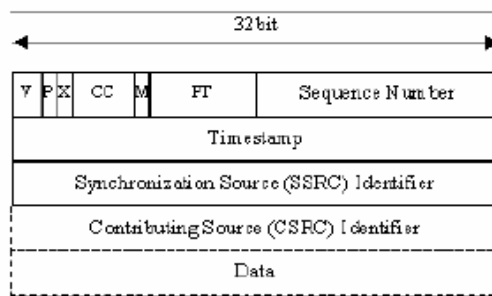 32bit
V P X CC M PT Sequence Number
Timestamp
Synchronization Source (SSRC) Identifier
Contributing Source (CSRC) Identifier
Data